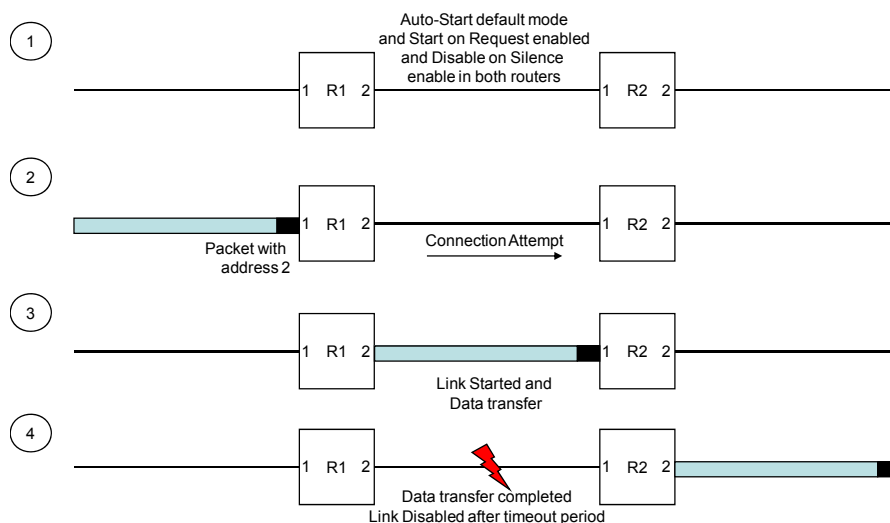 1
Auto-Start default mode
and Start on Request enabled
and Disable on Silence
enable in both routers
1 R1 2
1 R2 2
2
1 R1 2
1 R2 2
Packet with
address 2
Connection Attempt
3
1 R1 2
1 R2 2
Link Started and
Data transfer
4
1 R1 2
1 R2 2
Data transfer completed
Link Disabled after timeout period